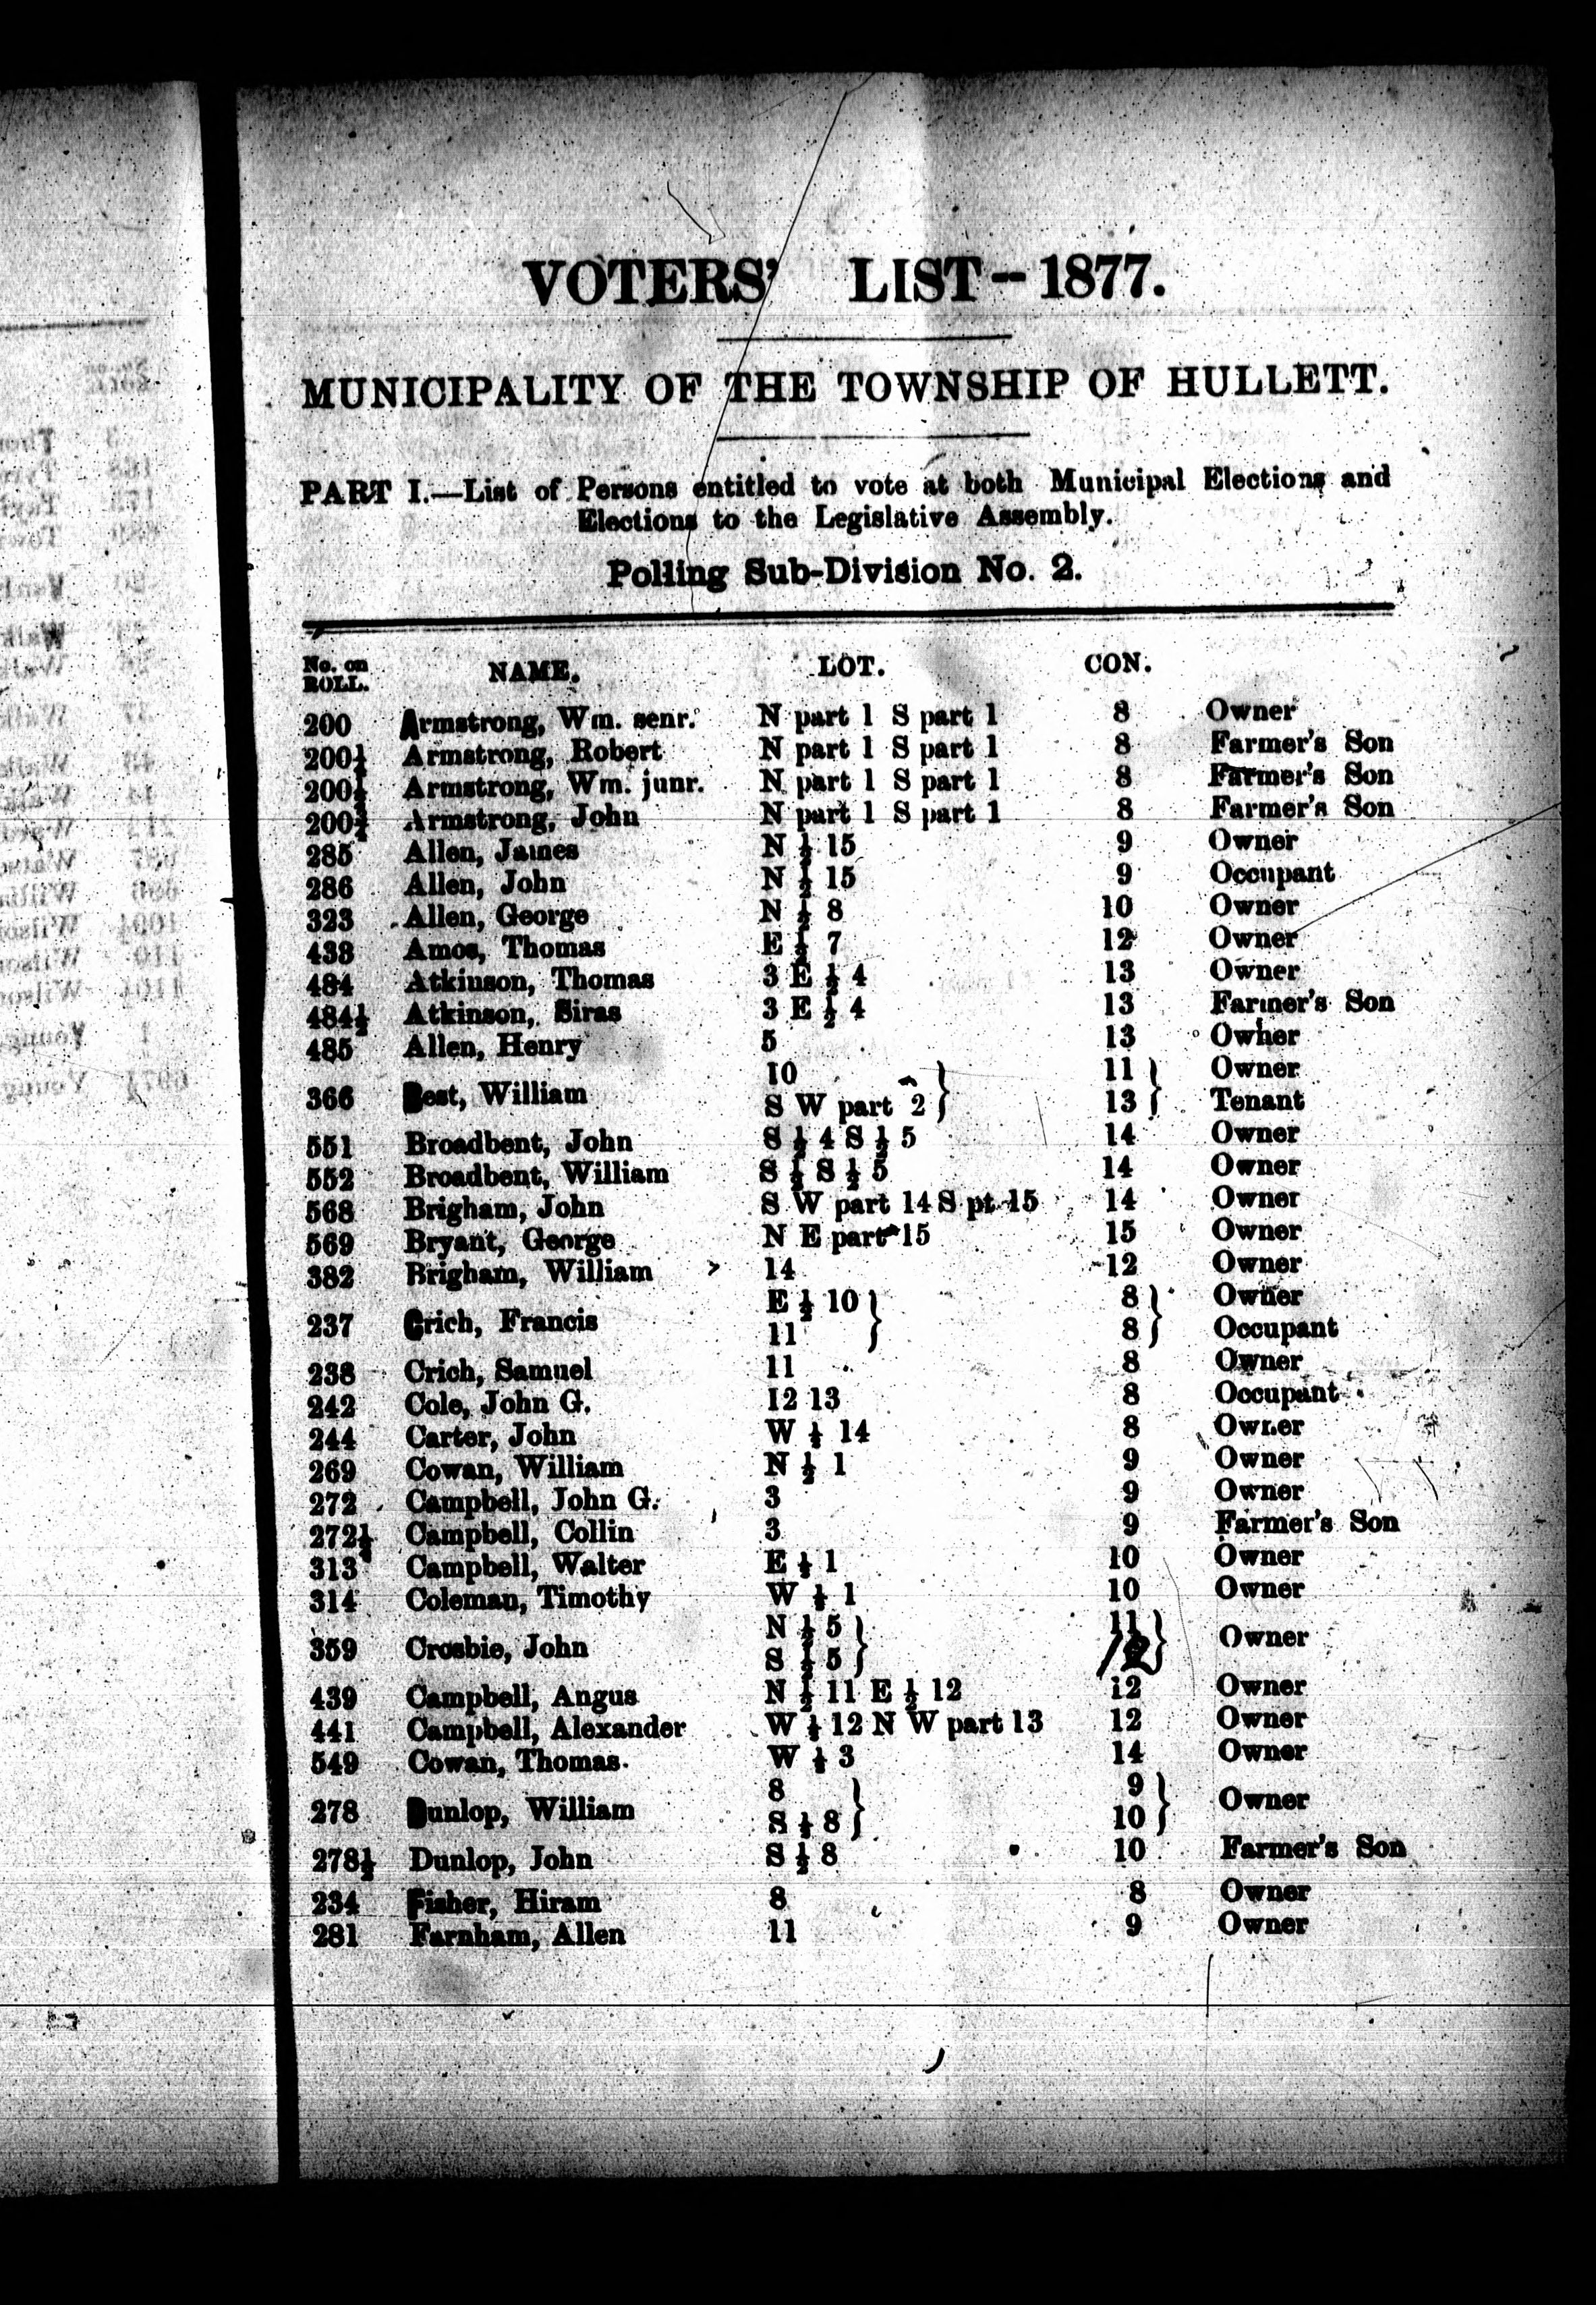 VOTERS' LIST -- 1877.
MUNICIPALITY OF THE TOWNSHIP OF HULLETT.
PART I.—List of Persons entitled to vote at both Municipal Elections and
Elections to the Legislative Assembly.
Polling Sub-Division No. 2.
No. on ROLL. NAME. LOT. CON.
200 Armstrong, Wm. senr. N part 1 S part 1 8 Owner
200¼ Armstrong, Robert N part 1 S part 1 8 Farmer's Son
200½ Armstrong, Wm. junr. N part 1 S part 1 8 Farmer's Son
200¾ Armstrong, John N part 1 S part 1 8 Farmer's Son
285 Allen, James N ½ 15 9 Owner
286 Allen, John N ½ 15 9 Occupant
323 Allen, George N ½ 8 10 Owner
438 Amos, Thomas E ½ 7 12 Owner
484 Atkinson, Thomas 3 E ½ 4 13 Owner
484½ Atkinson, Siras 3 E ½ 4 13 Farmer's Son
485 Allen, Henry 5 13 Owner
366 Best, William 10 11 Owner
S W part 2 13 Tenant
551 Broadbent, John S ½ 4 S ½ 5 14 Owner
552 Broadbent, William S ½ S ½ 5 14 Owner
568 Brigham, John S W part 14 S pt 15 14 Owner
569 Bryant, George N E part 15 15 Owner
382 Brigham, William 14 12 Owner
237 Crich, Francis E ½ 10 8 Owner
11 8 Occupant
238 Crich, Samuel 11 8 Owner
242 Cole, John G. 12 13 8 Occupant
244 Carter, John W ½ 14 8 Owner
269 Cowan, William N ½ 1 9 Owner
272 Campbell, John G. 3 9 Owner
272½ Campbell, Collin 3 9 Farmer's Son
313 Campbell, Walter E ½ 1 10 Owner
314 Coleman, Timothy W ½ 1 10 Owner
359 Crosbie, John N ½ 5 11 Owner
S ½ 5 12
439 Campbell, Angus N ½ 11 E ½ 12 12 Owner
441 Campbell, Alexander W ½ 12 N W part 13 12 Owner
549 Cowan, Thomas. W ½ 3 14 Owner
278 Dunlop, William 8 9 Owner
S ½ 8 10
278½ Dunlop, John S ½ 8 10 Farmer's Son
234 Fisher, Hiram 8 8 Owner
281 Farnham, Allen 11 9 Owner